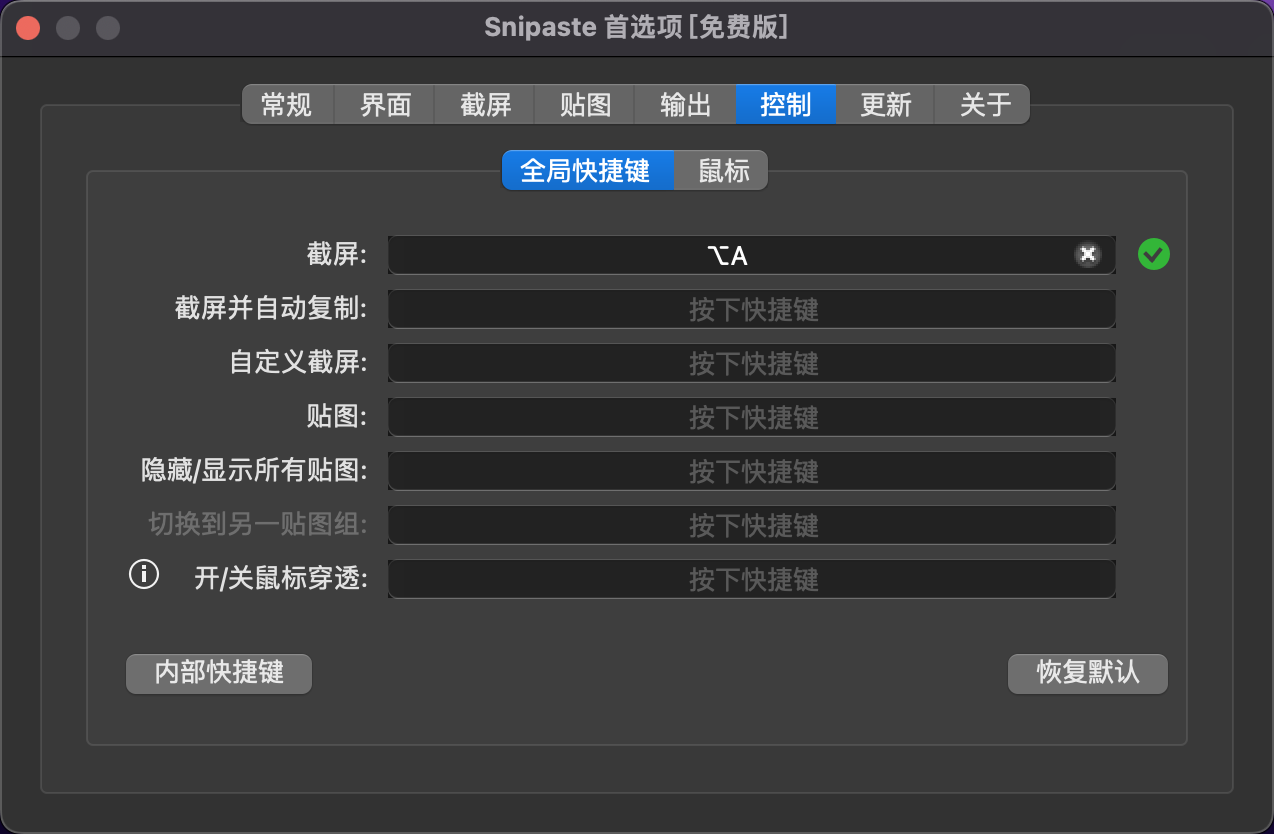 Snipaste 首选项 [免费版]
常规 界面 截屏 贴图 输出 控制 更新 关于
全局快捷键 鼠标
截屏: ⌥A
截屏并自动复制: 按下快捷键
自定义截屏: 按下快捷键
贴图: 按下快捷键
隐藏/显示所有贴图: 按下快捷键
切换到另一贴图组: 按下快捷键
开/关鼠标穿透: 按下快捷键
内部快捷键 恢复默认